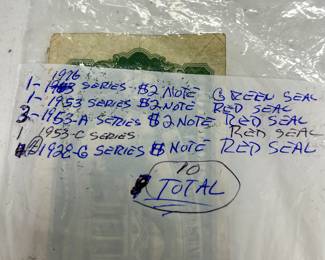 1976
1- SERIES $2 NOTE GREEN SEAL
1- 1953 SERIES $2 NOTE RED SEAL
3- 1953-A SERIES $2 NOTE RED SEAL
1 1953-C SERIES RED SEAL
4 1928-G SERIES $ NOTE RED SEAL
10
TOTAL